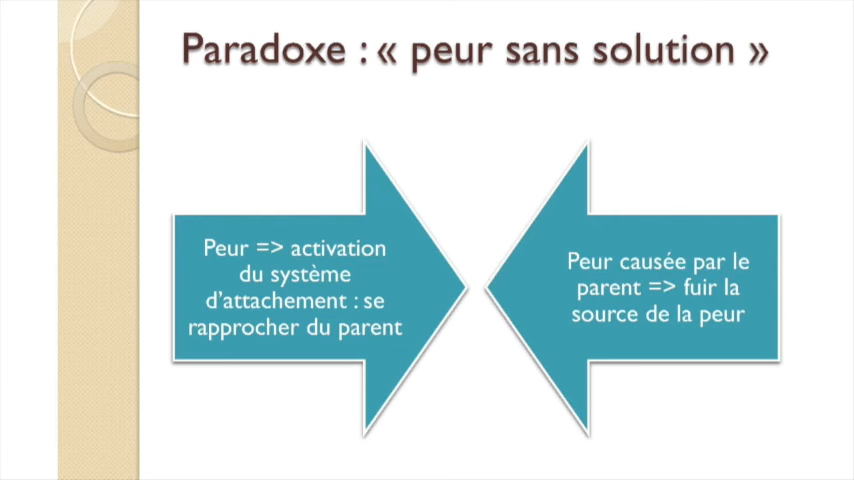 Paradoxe : « peur sans solution »
Peur => activation
du système
d’attachement : se
rapprocher du parent
Peur causée par le
parent => fuir la
source de la peur